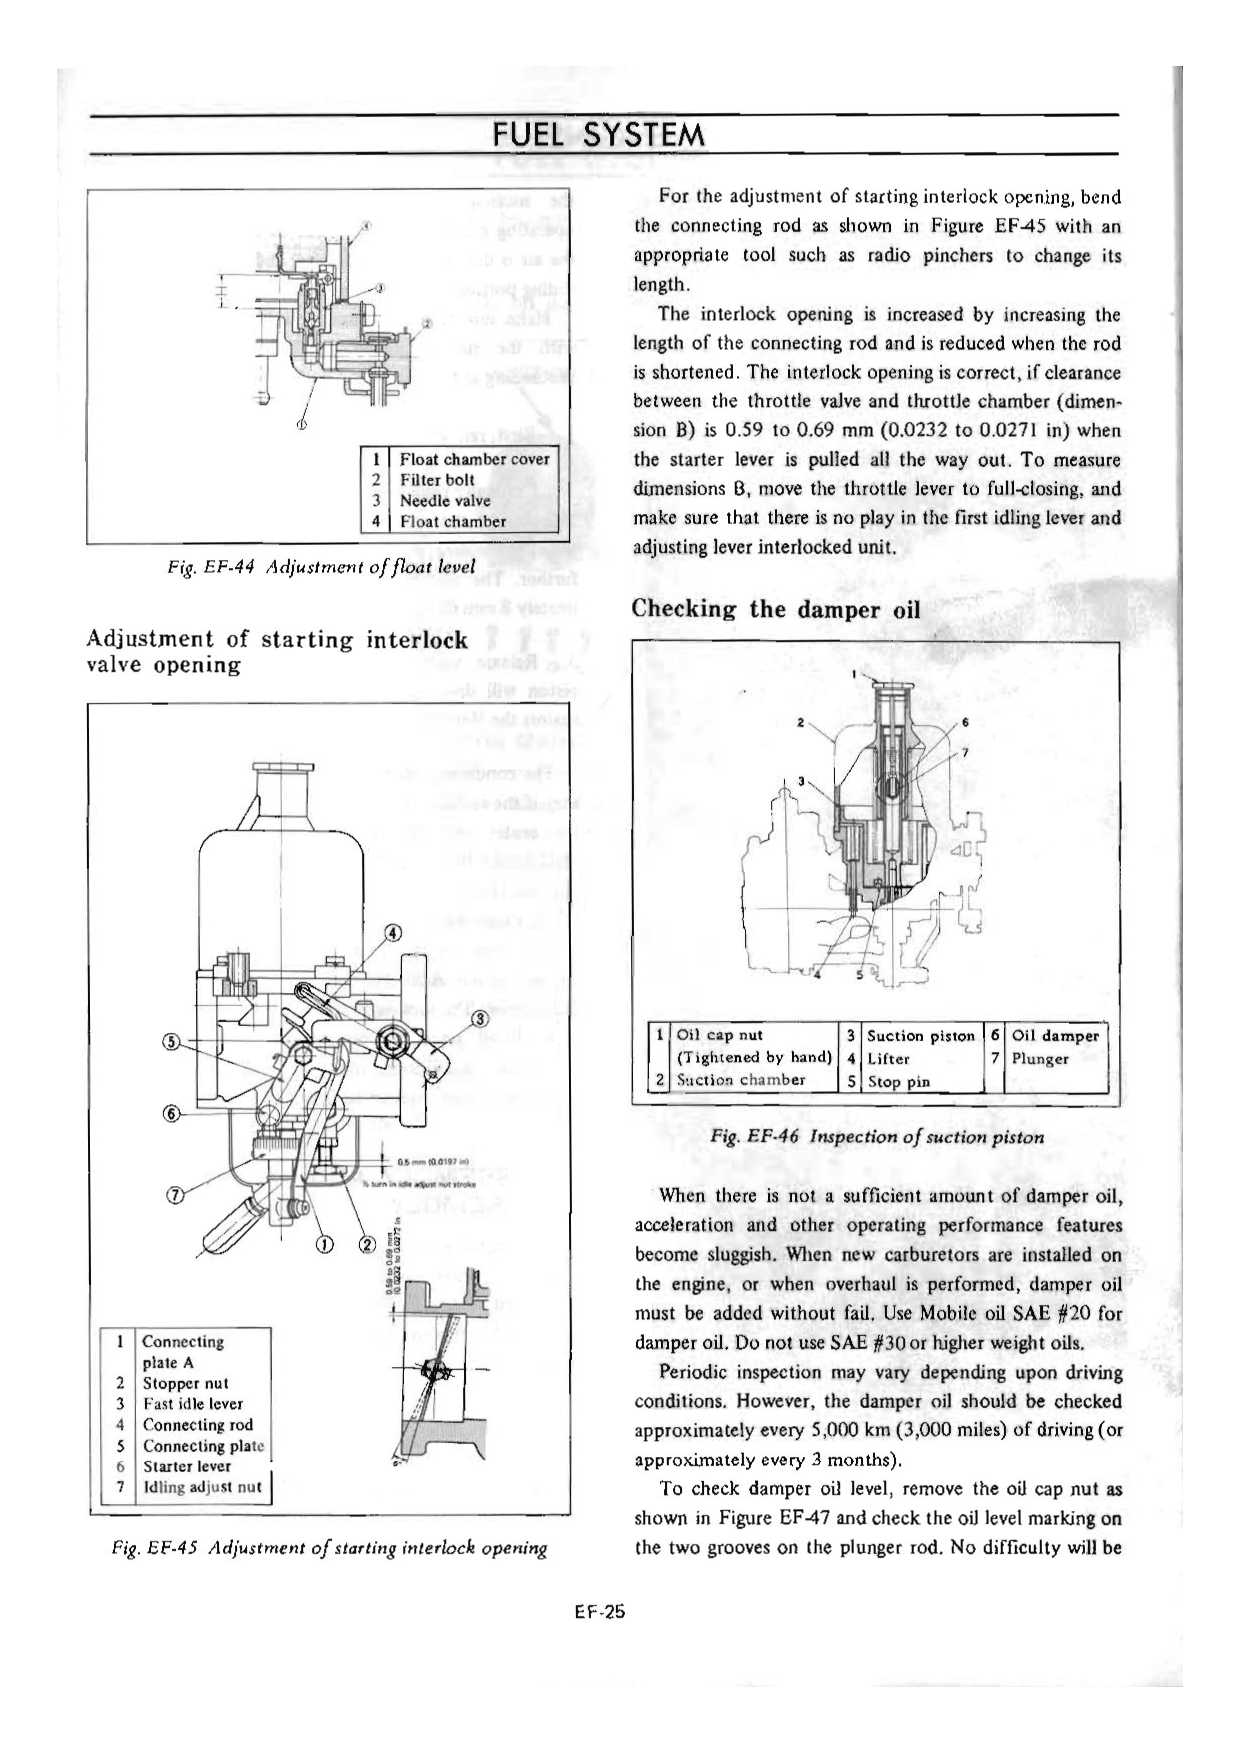 FUEL SYSTEM
4
3
2
H
1
1 Float chamber cover
2 Filter bolt
3 Needle valve
4 Float chamber
Fig. EF-44 Adjustment of float level
Adjustment of starting interlock
valve opening
4
3
5
6
7
1
2
0.5 mm (0.0197 in)
½ turn in idle adjust nut stroke
0.59 to 0.69 mm
(0.0232 to 0.0272 in
1 Connecting
plate A
2 Stopper nut
3 Fast idle lever
4 Connecting rod
5 Connecting plate
6 Starter lever
7 Idling adjust nut
Fig. EF-45 Adjustment of starting interlock opening
For the adjustment of starting interlock opening, bend
the connecting rod as shown in Figure EF-45 with an
appropriate tool such as radio pinchers to change its
length.
The interlock opening is increased by increasing the
length of the connecting rod and is reduced when the rod
is shortened. The interlock opening is correct, if clearance
between the throttle valve and throttle chamber (dimen-
sion B) is 0.59 to 0.69 mm (0.0232 to 0.0271 in) when
the starter lever is pulled all the way out. To measure
dimensions B, move the throttle lever to full-closing, and
make sure that there is no play in the first idling lever and
adjusting lever interlocked unit.
Checking the damper oil
1
2
6
7
3
4
5
1 Oil cap nut 3 Suction piston 6 Oil damper
(Tightened by hand) 4 Lifter 7 Plunger
2 Suction chamber 5 Stop pin
Fig. EF-46 Inspection of suction piston
When there is not a sufficient amount of damper oil,
acceleration and other operating performance features
become sluggish. When new carburetors are installed on
the engine, or when overhaul is performed, damper oil
must be added without fail. Use Mobile oil SAE #20 for
damper oil. Do not use SAE #30 or higher weight oils.
Periodic inspection may vary depending upon driving
conditions. However, the damper oil should be checked
approximately every 5,000 km (3,000 miles) of driving (or
approximately every 3 months).
To check damper oil level, remove the oil cap nut as
shown in Figure EF-47 and check the oil level marking on
the two grooves on the plunger rod. No difficulty will be
EF-25